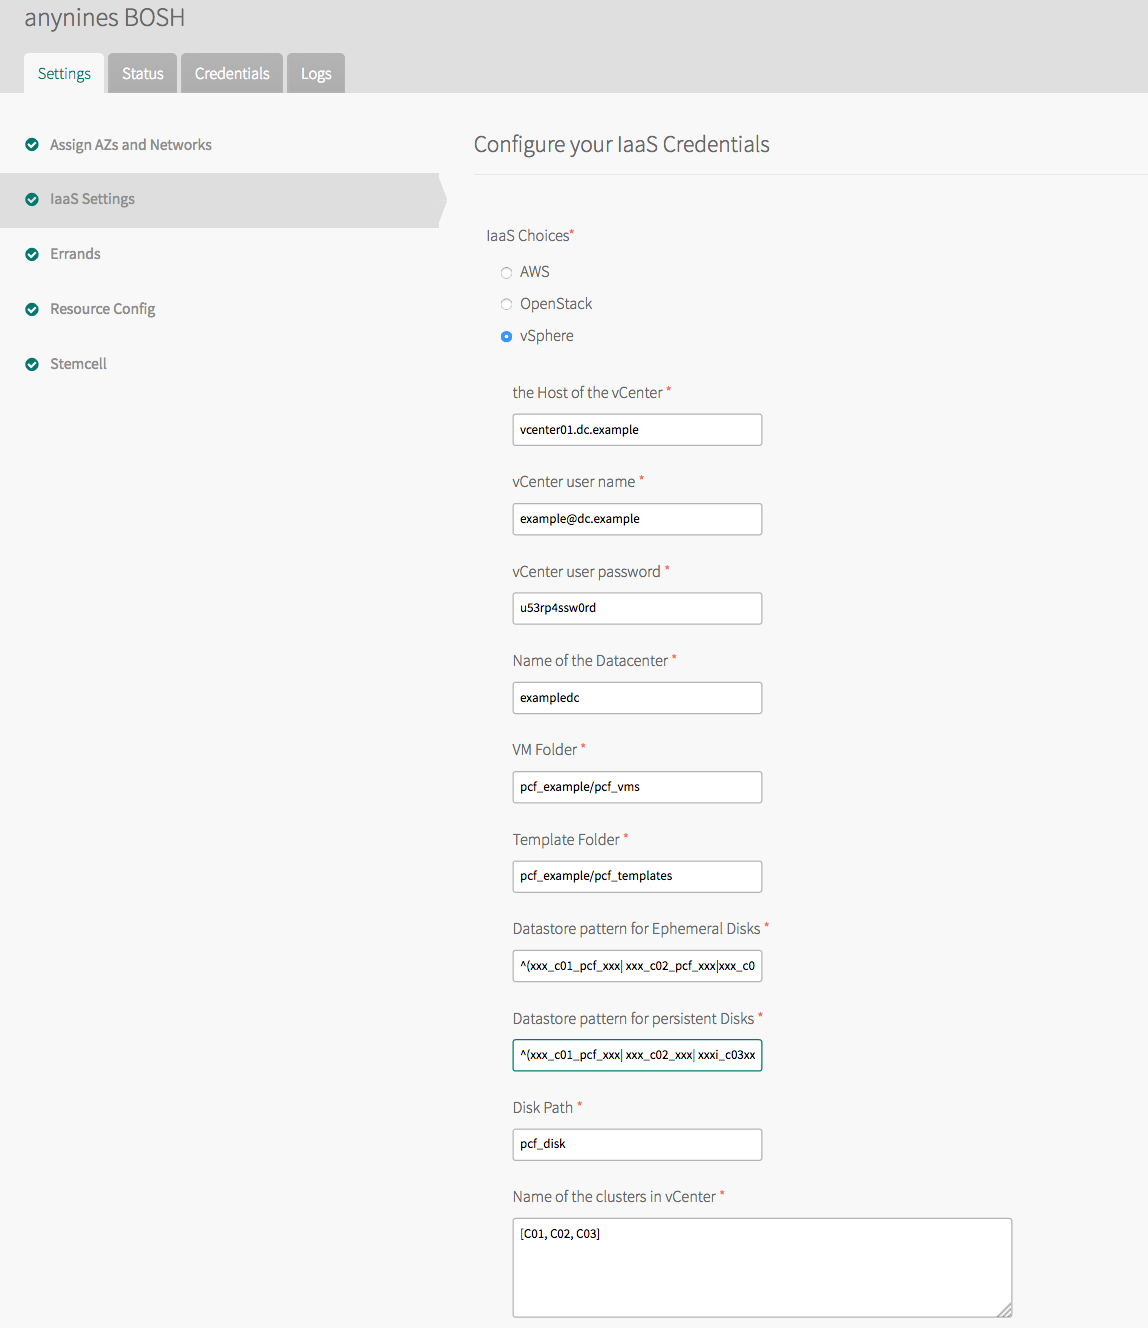 anynines BOSH
Settings
Status
Credentials
Logs
Assign AZs and Networks
IaaS Settings
Errands
Resource Config
Stemcell
Configure your IaaS Credentials
IaaS Choices*
AWS
OpenStack
vSphere
the Host of the vCenter *
vcenter01.dc.example
vCenter user name *
example@dc.example
vCenter user password *
u53rp4ssw0rd
Name of the Datacenter *
exampledc
VM Folder *
pcf_example/pcf_vms
Template Folder *
pcf_example/pcf_templates
Datastore pattern for Ephemeral Disks *
^(xxx_c01_pcf_xxx| xxx_c02_pcf_xxx|xxx_c0
Datastore pattern for persistent Disks *
^(xxx_c01_pcf_xxx| xxx_c02_xxx| xxxi_c03xx
Disk Path *
pcf_disk
Name of the clusters in vCenter *
[C01, C02, C03]